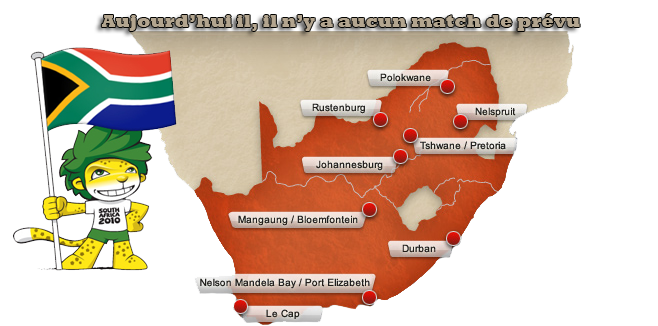 Aujourd'hui il, il n'y a aucun match de prévu
Polokwane
Rustenburg
Nelspruit
Tshwane / Pretoria
Johannesburg
SOUTH
AFRICA
2010
Mangaung / Bloemfontein
Durban
Nelson Mandela Bay / Port Elizabeth
Le Cap